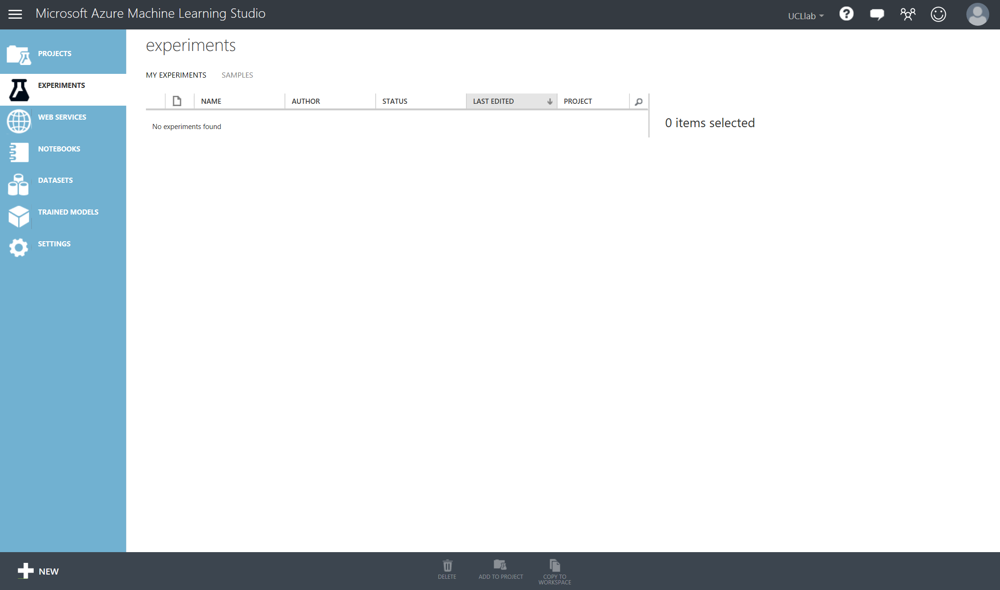 Microsoft Azure Machine Learning Studio
UCLlab
PROJECTS
EXPERIMENTS
WEB SERVICES
NOTEBOOKS
DATASETS
TRAINED MODELS
SETTINGS
experiments
MY EXPERIMENTS SAMPLES
NAME AUTHOR STATUS LAST EDITED PROJECT
No experiments found
0 items selected
NEW
DELETE
ADD TO PROJECT
COPY TO
WORKSPACE